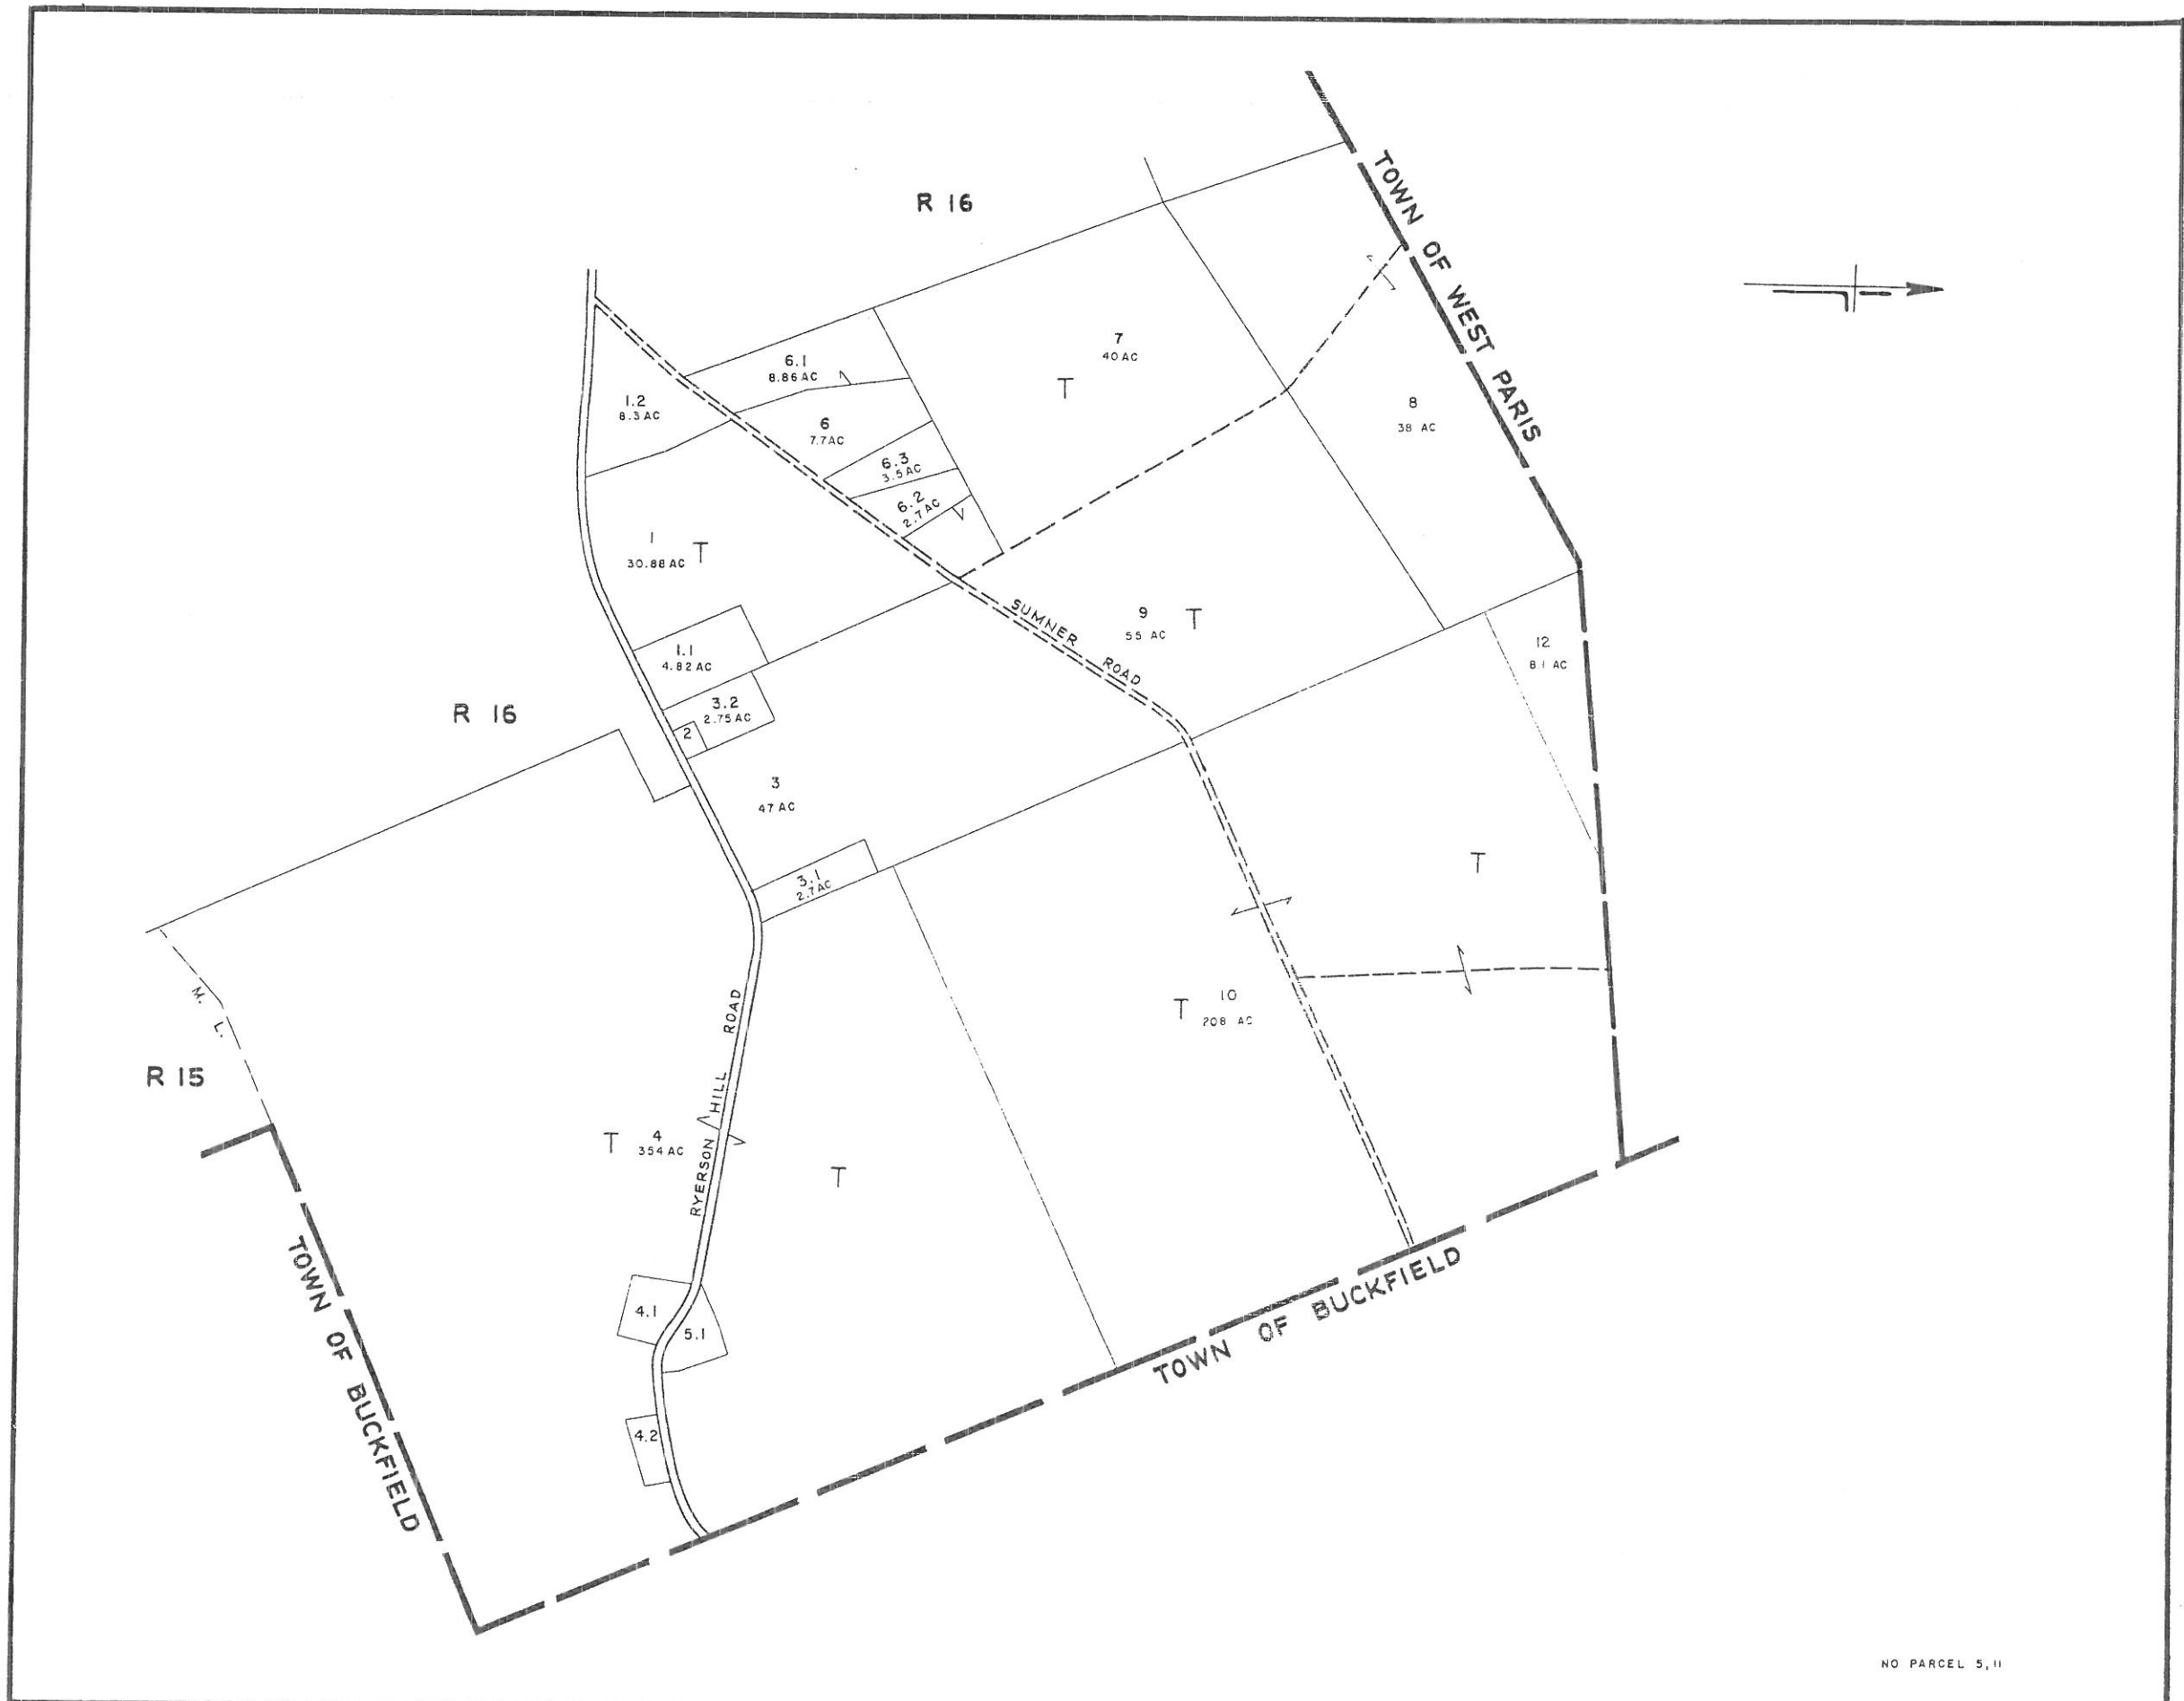 R 16
TOWN OF WEST PARIS
7
40 AC
T
6.1
8.86 AC
1.2
8.3 AC
6
7.7 AC
8
38 AC
6.3
3.5 AC
6.2
2.7 AC
1
30.88 AC
T
SUMNER ROAD
9
55 AC
T
12
8.1 AC
1.1
4.82 AC
3.2
2.75 AC
2
R 16
3
47 AC
3.1
2.7 AC
T
M. L.
R 15
RYERSON HILL ROAD
T
10
208 AC
T
4
354 AC
T
4.1
5.1
4.2
TOWN OF BUCKFIELD
TOWN OF BUCKFIELD
NO PARCEL 5, 11